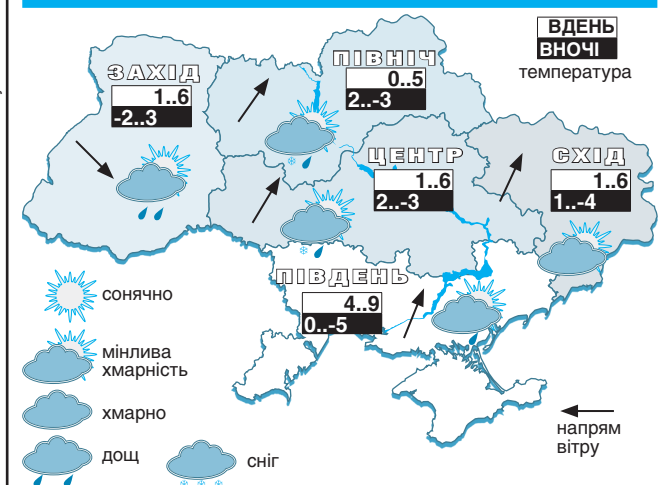 ВДЕНЬ
ВНОЧІ
температура
ПІВНІЧ
0..5
2..-3
ЗАХІД
1..6
-2..3
ЦЕНТР
1..6
2..-3
СХІД
1..6
1..-4
ПІВДЕНЬ
4..9
0..-5
сонячно
мінлива
хмарність
хмарно
дощ
сніг
напрям
вітру